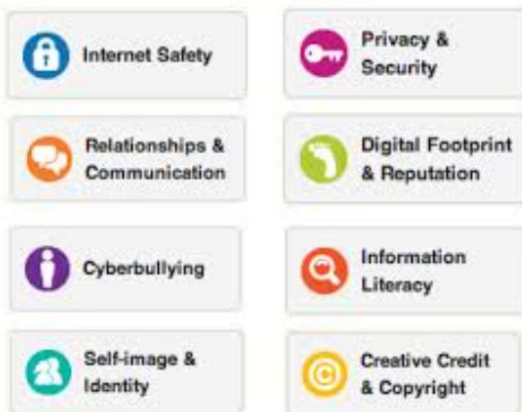 Internet Safety
Privacy &
Security
Relationships &
Communication
Digital Footprint
& Reputation
Cyberbullying
Information
Literacy
Self-image &
Identity
©
Creative Credit
& Copyright